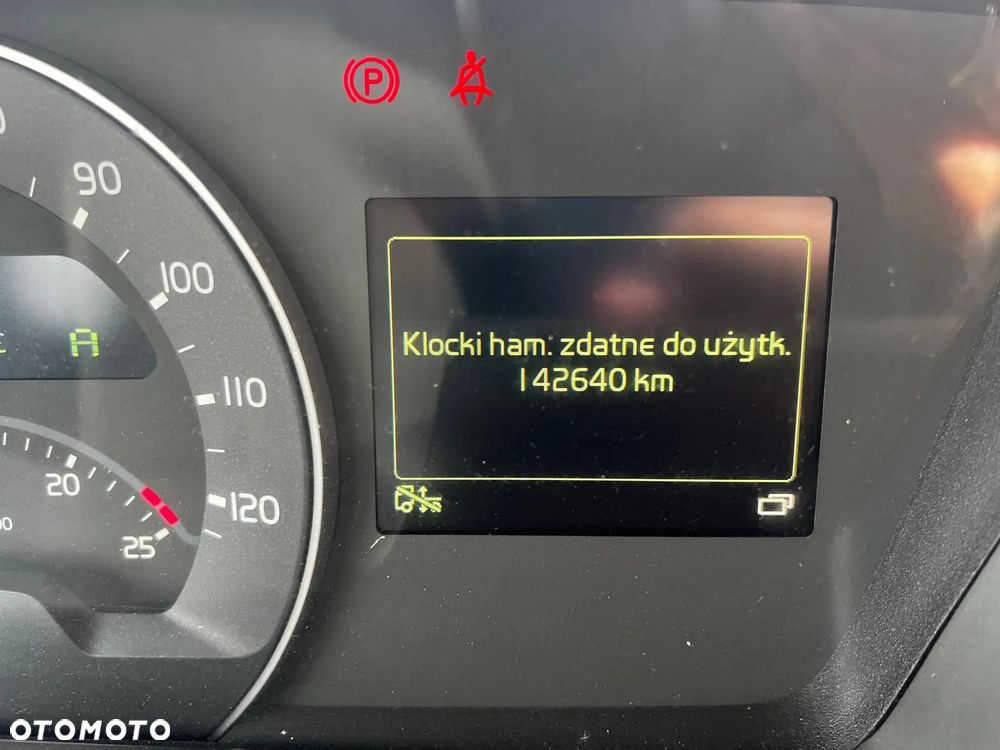 P
90
100
A
Klocki ham. zdatne do użytk.
142640 km
110
20
120
25
OTOMOTO